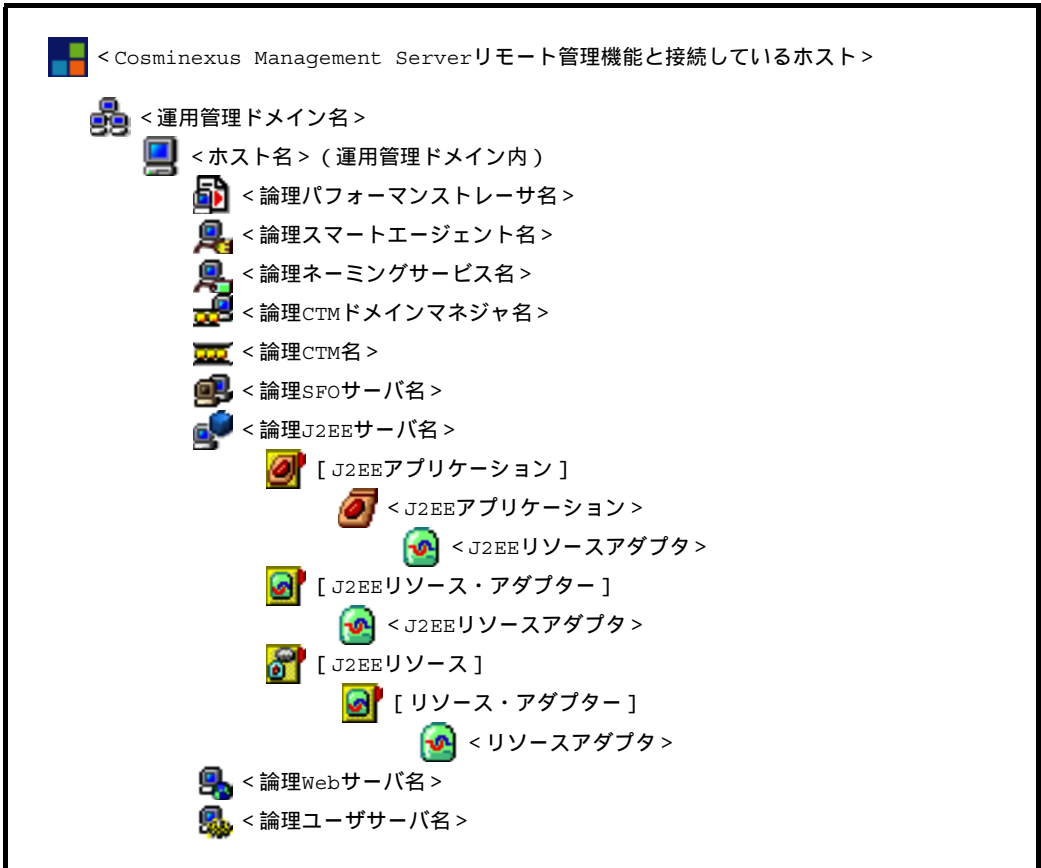 <Cosminexus Management Serverリモート管理機能と接続しているホスト>
<運用管理ドメイン名>
<ホスト名>(運用管理ドメイン内)
<論理パフォーマンストレーサ名>
<論理スマートエージェント名>
<論理ネーミングサービス名>
<論理CTMドメインマネジャ名>
<論理CTM名>
<論理SFOサーバ名>
<論理J2EEサーバ名>
[J2EEアプリケーション]
<J2EEアプリケーション>
<J2EEリソースアダプタ>
[J2EEリソース・アダプター]
<J2EEリソースアダプタ>
[J2EEリソース]
[リソース・アダプター]
<リソースアダプタ>
<論理Webサーバ名>
<論理ユーザサーバ名>